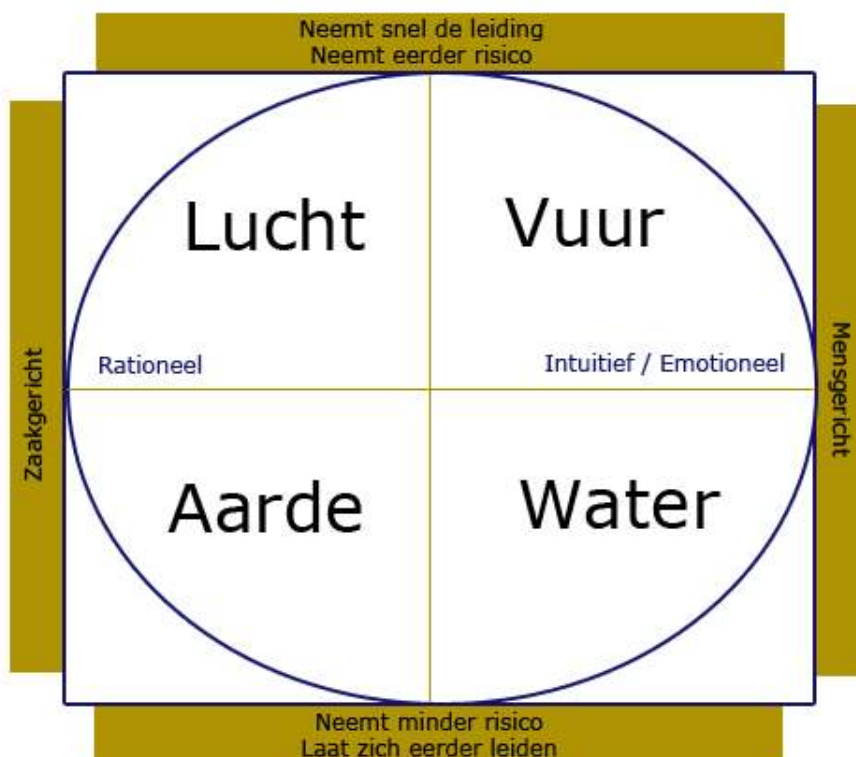 Neemt snel de leiding
Neemt eerder risico
Lucht
Vuur
Rationeel
Intuitief / Emotioneel
Zaakgericht
Mensgericht
Aarde
Water
Neemt minder risico
Laat zich eerder leiden